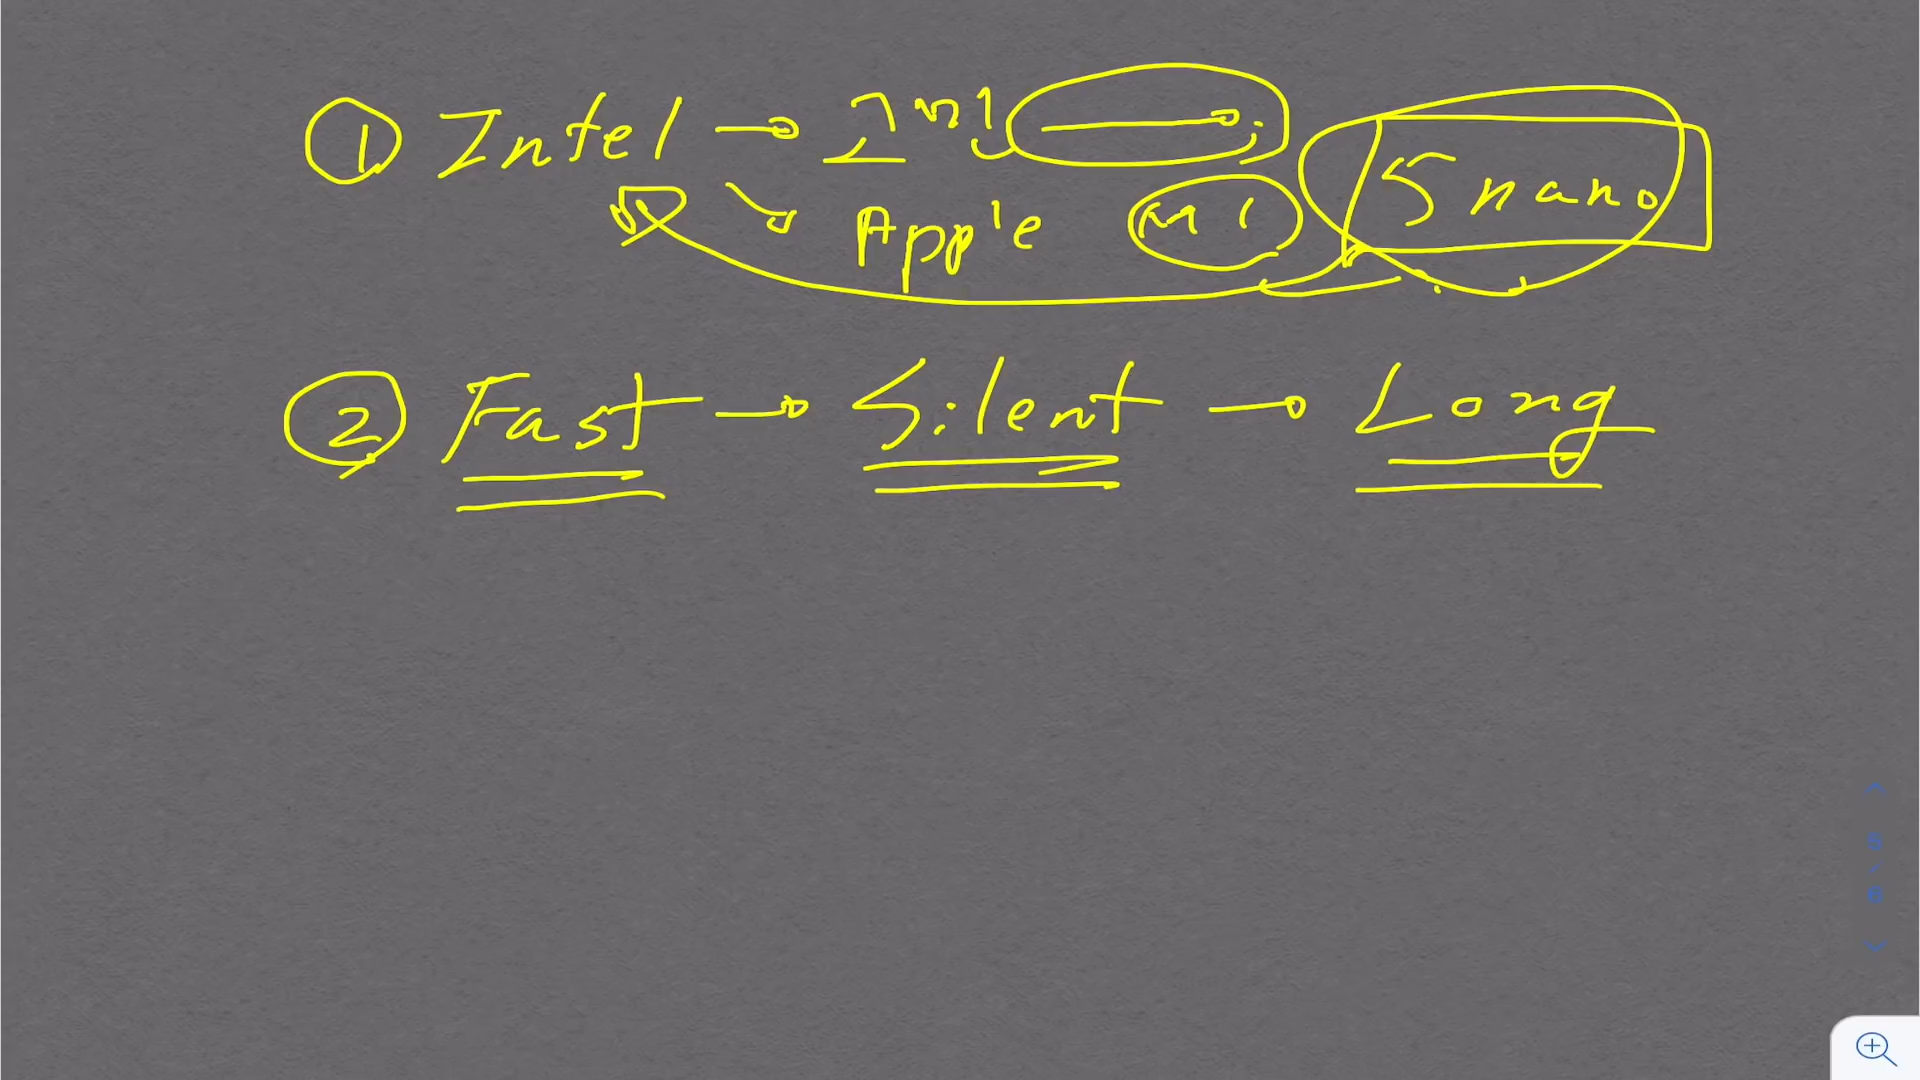 1 Intel → 
Apple M1 5 nano
2 Fast → Silent → Long